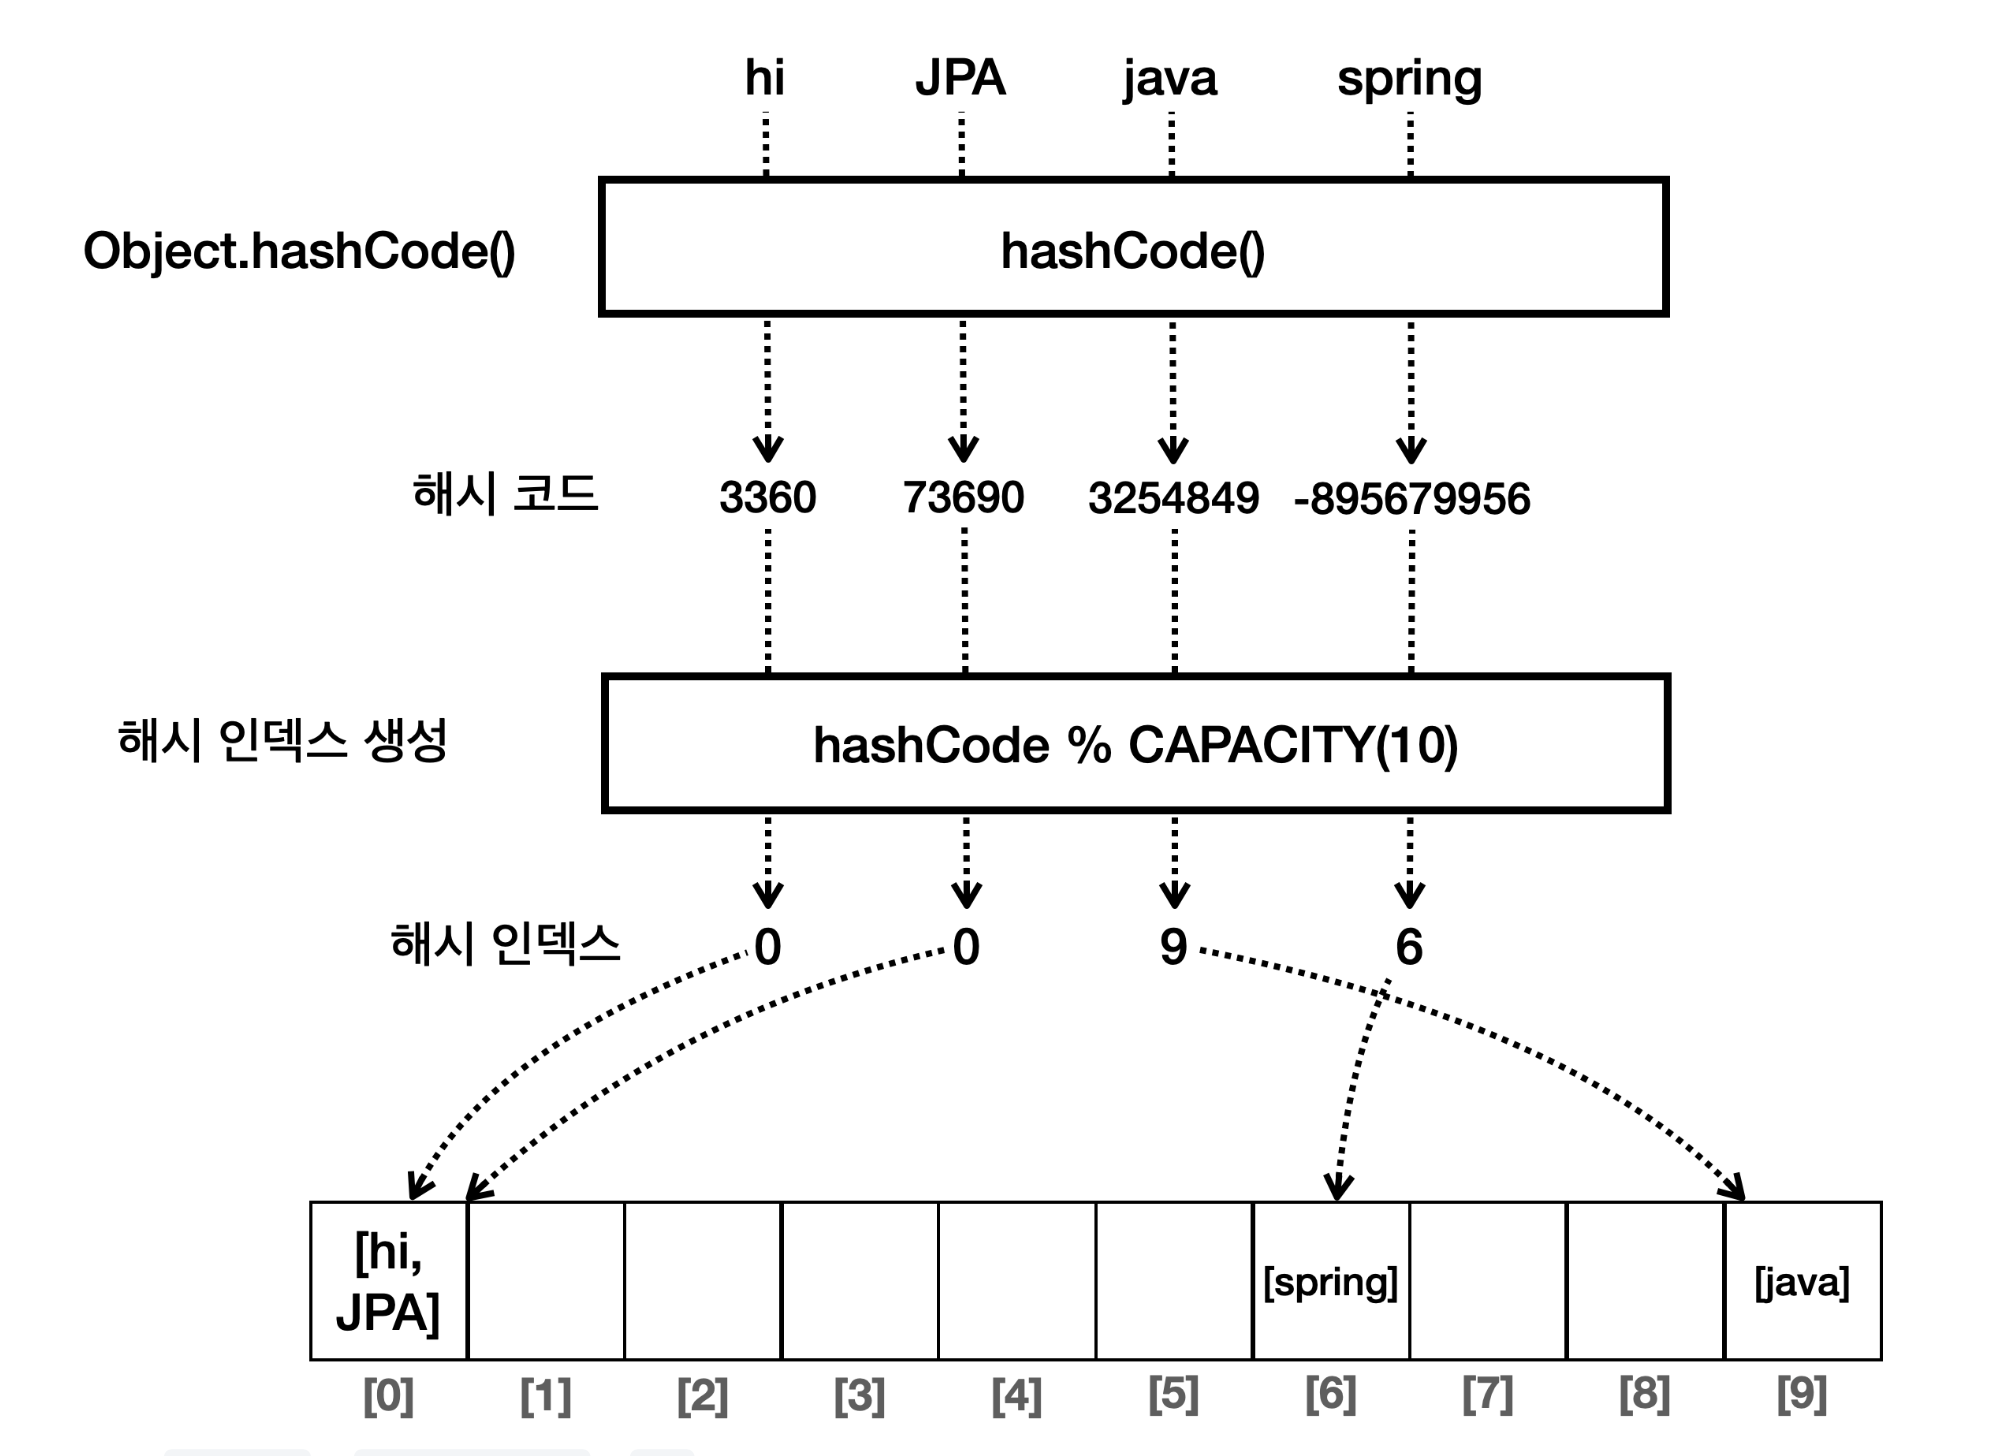 hi JPA java spring
Object.hashCode() hashCode()
해시 코드 3360 73690 3254849 -895679956
해시 인덱스 생성 hashCode % CAPACITY(10)
해시 인덱스 0 0 9 6
[hi,
JPA] [spring] [java]
[0] [1] [2] [3] [4] [5] [6] [7] [8] [9]